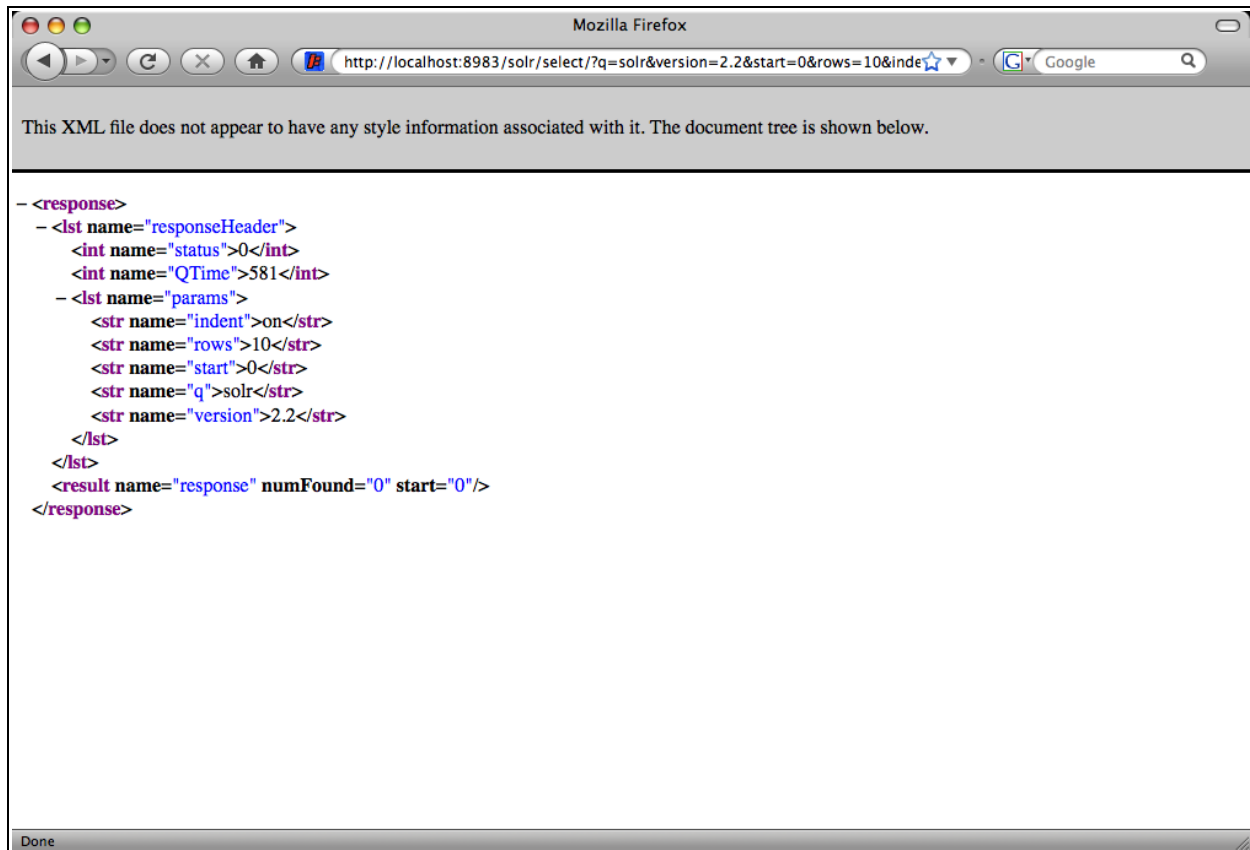 Mozilla Firefox
http://localhost:8983/solr/select/?q=solr&version=2.2&start=0&rows=10&inde
Google
This XML file does not appear to have any style information associated with it. The document tree is shown below.
– <response>
– <lst name="responseHeader">
<int name="status">0</int>
<int name="QTime">581</int>
– <lst name="params">
<str name="indent">on</str>
<str name="rows">10</str>
<str name="start">0</str>
<str name="q">solr</str>
<str name="version">2.2</str>
</lst>
</lst>
<result name="response" numFound="0" start="0"/>
</response>
Done